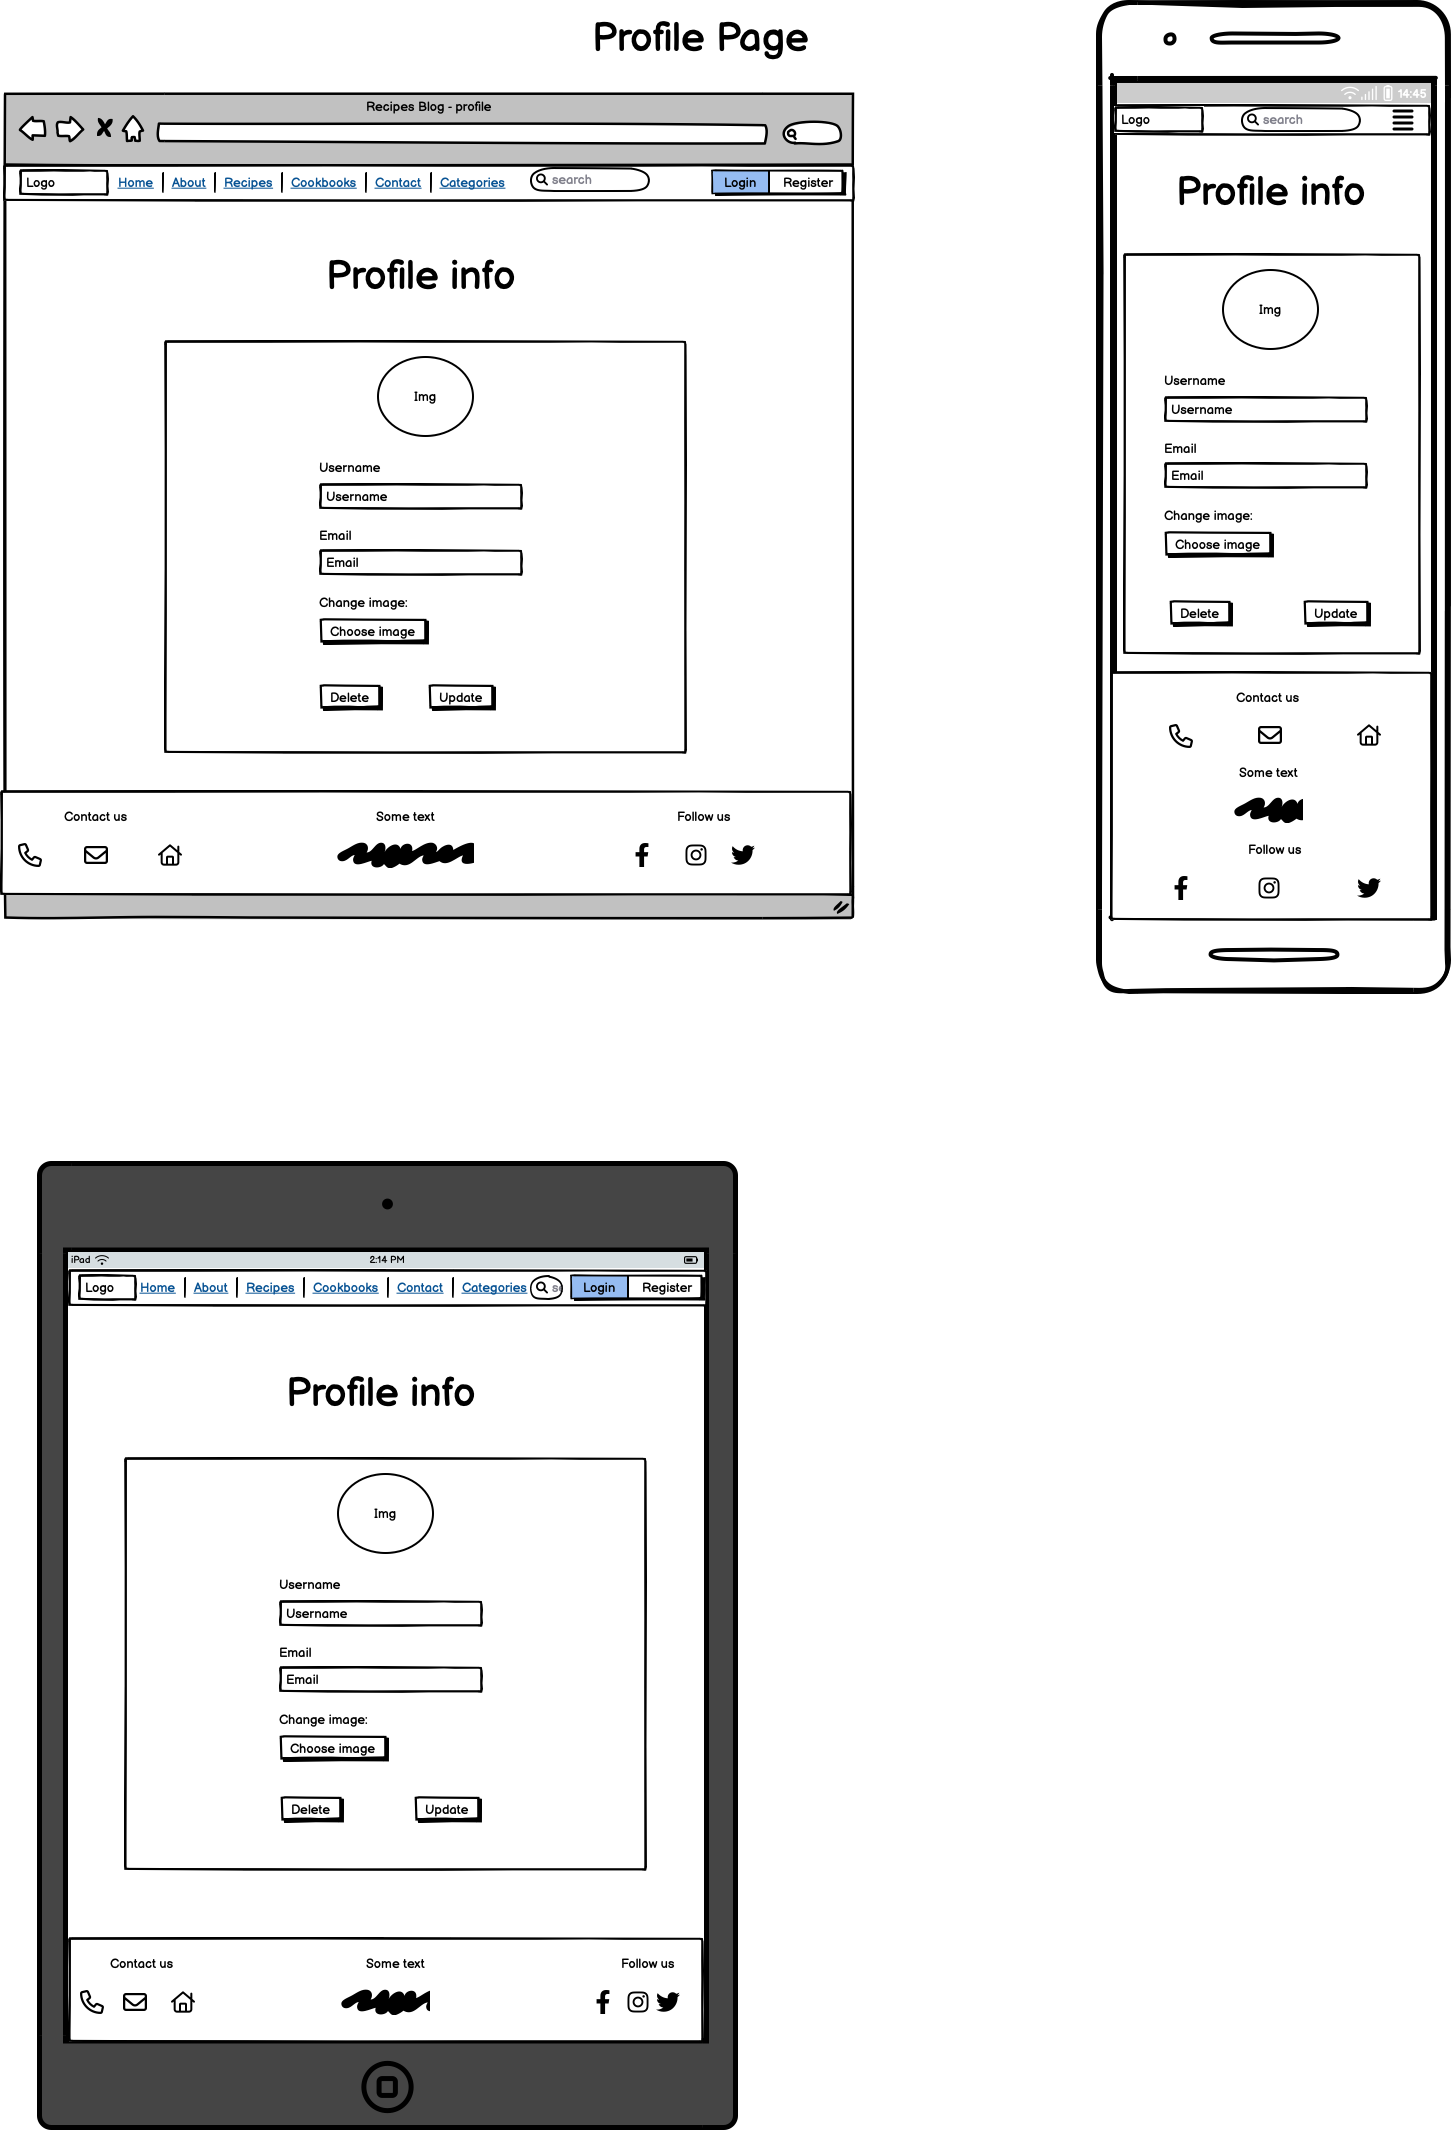 Profile Page
Recipes Blog - profile
Logo Home About Recipes Cookbooks Contact Categories search Login Register
Profile info
Img
Username
Username
Email
Email
Change image:
Choose image
Delete Update
Contact us Some text Follow us
14:45
Logo search
Profile info
Img
Username
Username
Email
Email
Change image:
Choose image
Delete Update
Contact us
Some text
Follow us
iPad 2:14 PM
Logo Home About Recipes Cookbooks Contact Categories se Login Register
Profile info
Img
Username
Username
Email
Email
Change image:
Choose image
Delete Update
Contact us Some text Follow us